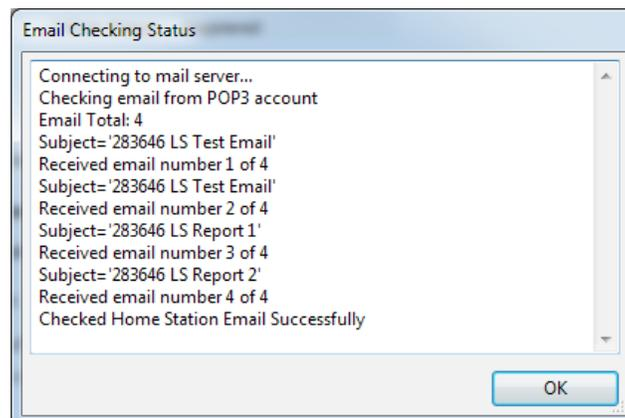 Email Checking Status
Connecting to mail server...
Checking email from POP3 account
Email Total: 4
Subject='283646 LS Test Email'
Received email number 1 of 4
Subject='283646 LS Test Email'
Received email number 2 of 4
Subject='283646 LS Report 1'
Received email number 3 of 4
Subject='283646 LS Report 2'
Received email number 4 of 4
Checked Home Station Email Successfully
OK